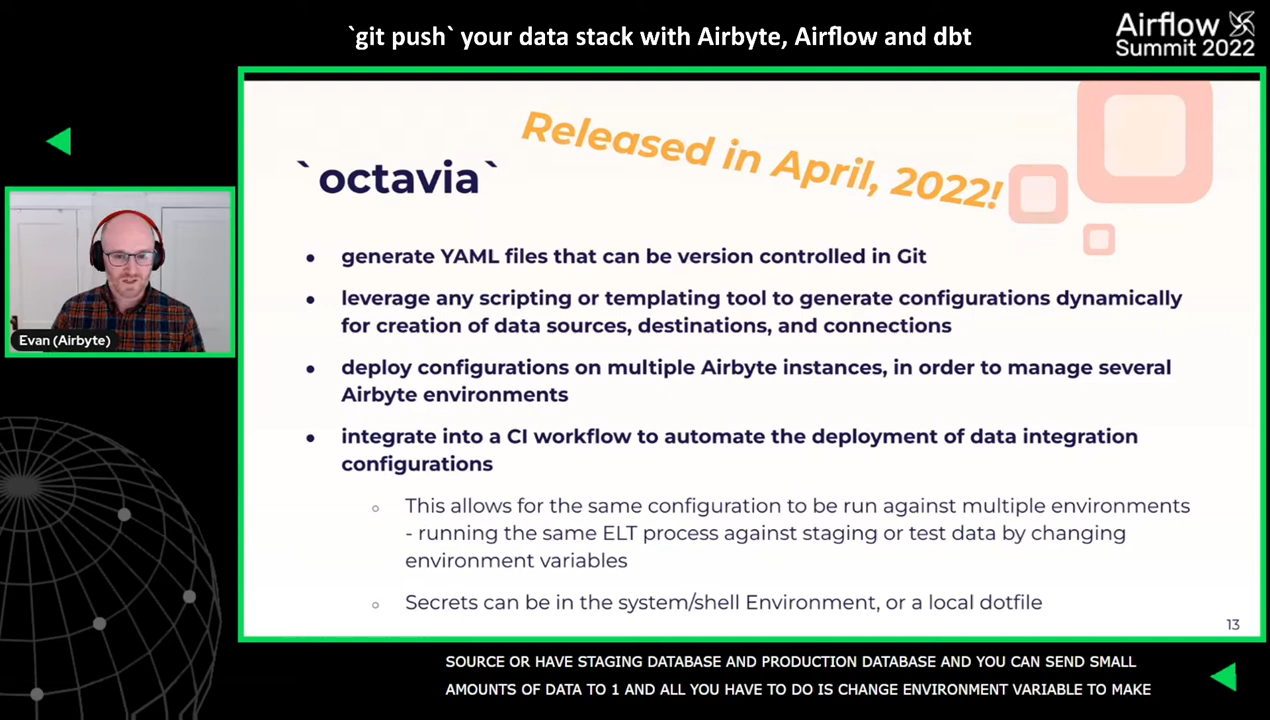 `git push` your data stack with Airbyte, Airflow and dbt
Airflow
Summit 2022
Released in April, 2022!
`octavia`
• generate YAML files that can be version controlled in Git
• leverage any scripting or templating tool to generate configurations dynamically
for creation of data sources, destinations, and connections
• deploy configurations on multiple Airbyte instances, in order to manage several
Airbyte environments
• integrate into a CI workflow to automate the deployment of data integration
configurations
○ This allows for the same configuration to be run against multiple environments
- running the same ELT process against staging or test data by changing
environment variables
○ Secrets can be in the system/shell Environment, or a local dotfile
13
Evan (Airbyte)
SOURCE OR HAVE STAGING DATABASE AND PRODUCTION DATABASE AND YOU CAN SEND SMALL
AMOUNTS OF DATA TO 1 AND ALL YOU HAVE TO DO IS CHANGE ENVIRONMENT VARIABLE TO MAKE